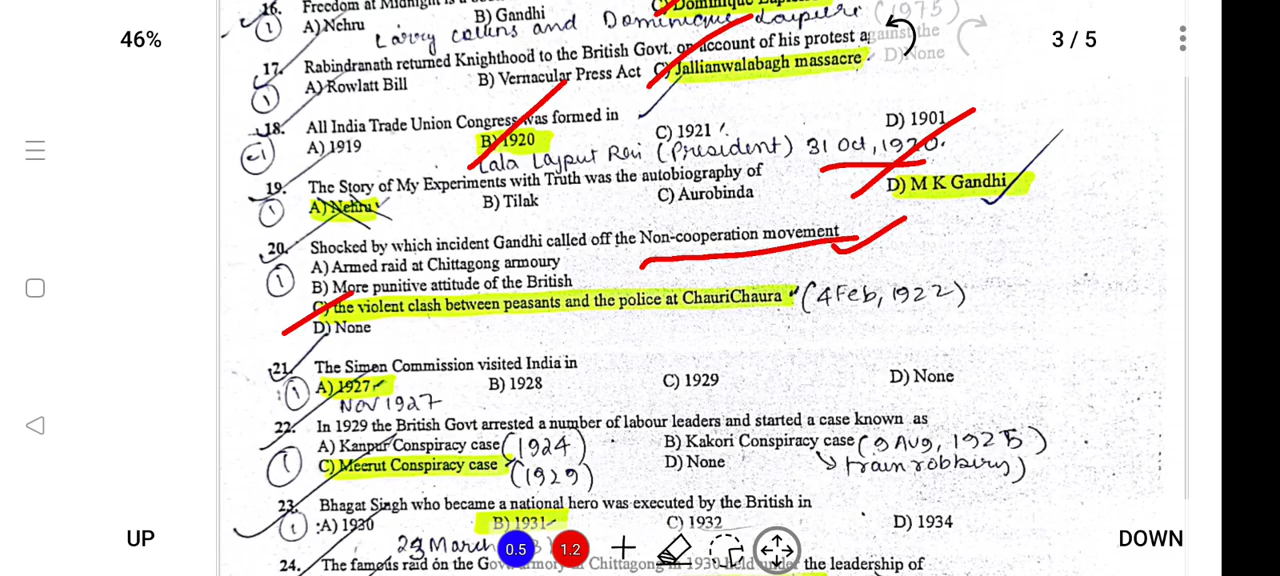 46%
3 / 5
16. Freedom at Midnight is a
A) Nehru B) Gandhi C) Dominique
1 Larry collins and Dominique Lapierre (1975)
17. Rabindranath returned Knighthood to the British Govt. on account of his protest against the
A) Rowlatt Bill B) Vernacular Press Act C) Jallianwalabagh massacre D) None
1
18. All India Trade Union Congress was formed in
A) 1919 B) 1920 C) 1921 D) 1901
Lala Lajput Rai (President) 31 Oct, 1920.
19. The Story of My Experiments with Truth was the autobiography of
1 A) Nehru B) Tilak C) Aurobinda D) M K Gandhi
20. Shocked by which incident Gandhi called off the Non-cooperation movement
1 A) Armed raid at Chittagong armoury
B) More punitive attitude of the British
C) the violent clash between peasants and the police at ChauriChaura (4 Feb, 1922)
D) None
21. The Simen Commission visited India in
1 A) 1927 B) 1928 C) 1929 D) None
Nov 1927
22. In 1929 the British Govt arrested a number of labour leaders and started a case known as
A) Kanpur Conspiracy case (1924) B) Kakori Conspiracy case (9 Aug, 1925)
1 C) Meerut Conspiracy case (1929) D) None train robbiry)
23. Bhagat Singh who became a national hero was executed by the British in
1 :A) 1930 B) 1931 C) 1932 D) 1934
23 March
24. The famous raid on the Chittagong in 1930 held under the leadership of
UP
0.5
1.2
DOWN